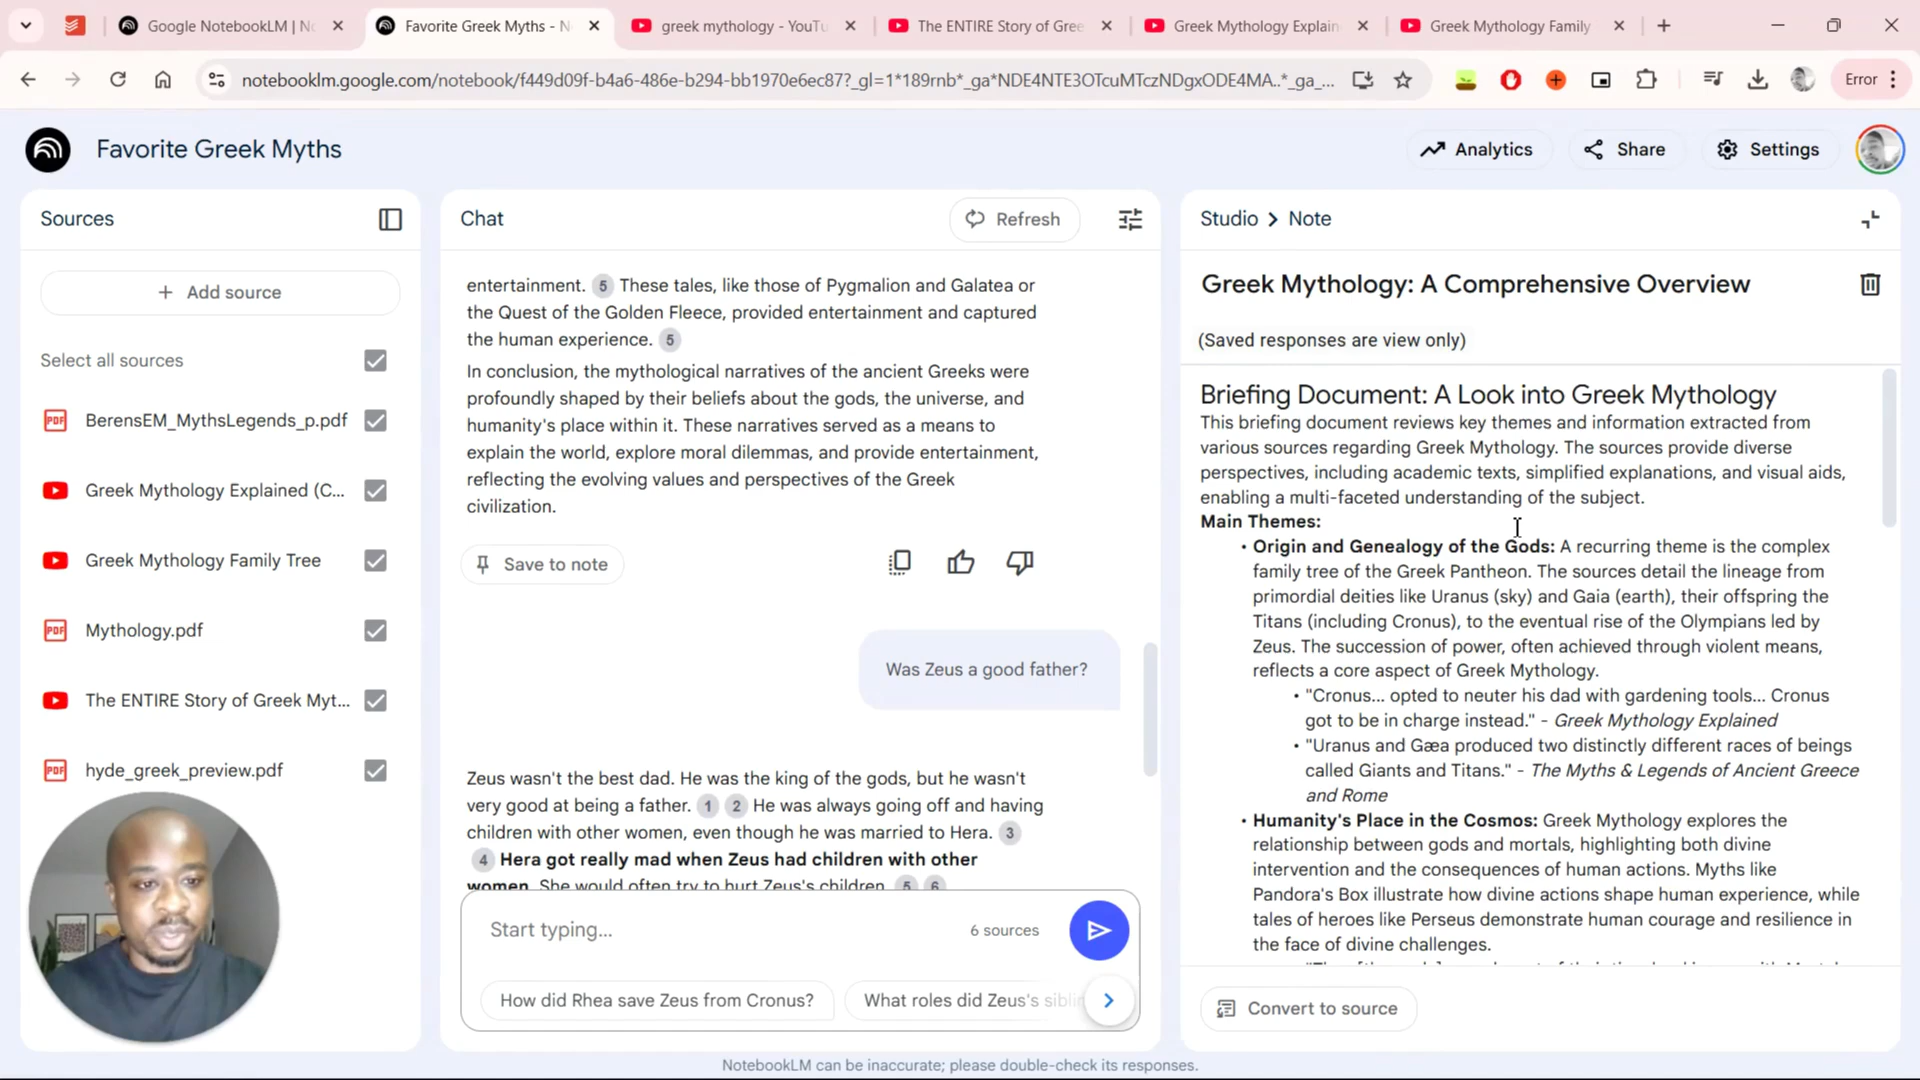 Google NotebookLM | No
Favorite Greek Myths - N
greek mythology - YouTu
The ENTIRE Story of Gree
Greek Mythology Explain
Greek Mythology Family
notebooklm.google.com/notebook/f449d09f-b4a6-486e-b294-bb1970e6ec87?_gl=1*189rnb*_ga*NDE4NTE3OTcuMTczNDgxODE4MA..*_ga_...
Error
Favorite Greek Myths
Analytics
Share
Settings
Sources
Add source
Select all sources
PDF BerensEM_MythsLegends_p.pdf
Greek Mythology Explained (C...
Greek Mythology Family Tree
PDF Mythology.pdf
The ENTIRE Story of Greek Myt...
PDF hyde_greek_preview.pdf
Chat
Refresh
entertainment. 5 These tales, like those of Pygmalion and Galatea or
the Quest of the Golden Fleece, provided entertainment and captured
the human experience. 5
In conclusion, the mythological narratives of the ancient Greeks were
profoundly shaped by their beliefs about the gods, the universe, and
humanity's place within it. These narratives served as a means to
explain the world, explore moral dilemmas, and provide entertainment,
reflecting the evolving values and perspectives of the Greek
civilization.
Save to note
Was Zeus a good father?
Zeus wasn't the best dad. He was the king of the gods, but he wasn't
very good at being a father. 1 2 He was always going off and having
children with other women, even though he was married to Hera. 3
4 Hera got really mad when Zeus had children with other
women. She would often try to hurt Zeus's children. 5 6
Start typing...
6 sources
How did Rhea save Zeus from Cronus?
What roles did Zeus's sibli
Studio > Note
Greek Mythology: A Comprehensive Overview
(Saved responses are view only)
Briefing Document: A Look into Greek Mythology
This briefing document reviews key themes and information extracted from
various sources regarding Greek Mythology. The sources provide diverse
perspectives, including academic texts, simplified explanations, and visual aids,
enabling a multi-faceted understanding of the subject.
Main Themes:
• Origin and Genealogy of the Gods: A recurring theme is the complex
family tree of the Greek Pantheon. The sources detail the lineage from
primordial deities like Uranus (sky) and Gaia (earth), their offspring the
Titans (including Cronus), to the eventual rise of the Olympians led by
Zeus. The succession of power, often achieved through violent means,
reflects a core aspect of Greek Mythology.
• "Cronus... opted to neuter his dad with gardening tools... Cronus
got to be in charge instead." - Greek Mythology Explained
• "Uranus and Gæa produced two distinctly different races of beings
called Giants and Titans." - The Myths & Legends of Ancient Greece
and Rome
• Humanity's Place in the Cosmos: Greek Mythology explores the
relationship between gods and mortals, highlighting both divine
intervention and the consequences of human actions. Myths like
Pandora's Box illustrate how divine actions shape human experience, while
tales of heroes like Perseus demonstrate human courage and resilience in
the face of divine challenges.
Convert to source
NotebookLM can be inaccurate; please double-check its responses.